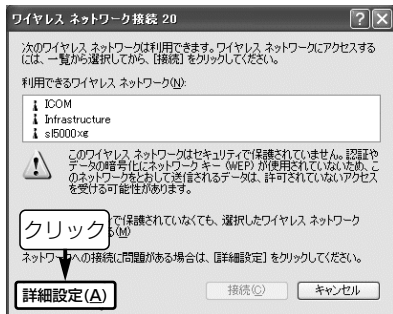 ワイヤレス ネットワーク接続 20
次のワイヤレス ネットワークは利用できます。ワイヤレス ネットワークにアクセスする
には、一覧から選択してから、[接続] をクリックしてください。
利用できるワイヤレス ネットワーク(N):
ICOM
Infrastructure
sl5000xg
このワイヤレス ネットワークはセキュリティで保護されていません。認証や
データの暗号化にネットワーク キー (WEP) が使用されていないため、こ
のネットワークをとおして送信されるデータは、許可されていないアクセス
を受ける可能性があります。
で保護されていなくても、選択したワイヤレス ネットワーク
る(M)
クリック
ネットワークへの接続に問題がある場合は、[詳細設定] をクリックしてください。
詳細設定(A)
接続(C)
キャンセル